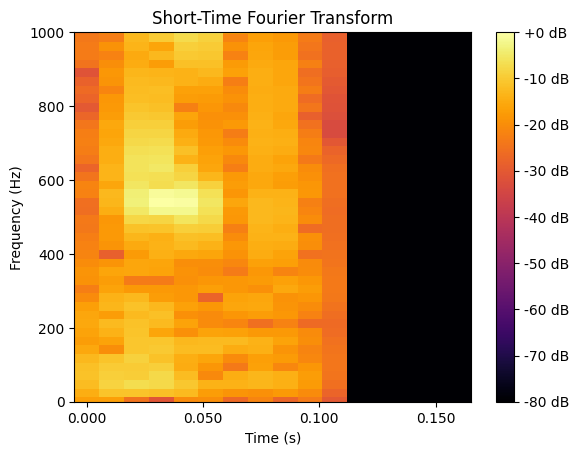 Short-Time Fourier Transform
1000
800
600
400
200
0
Frequency (Hz)
0.000
0.050
0.100
0.150
Time (s)
+0 dB
-10 dB
-20 dB
-30 dB
-40 dB
-50 dB
-60 dB
-70 dB
-80 dB